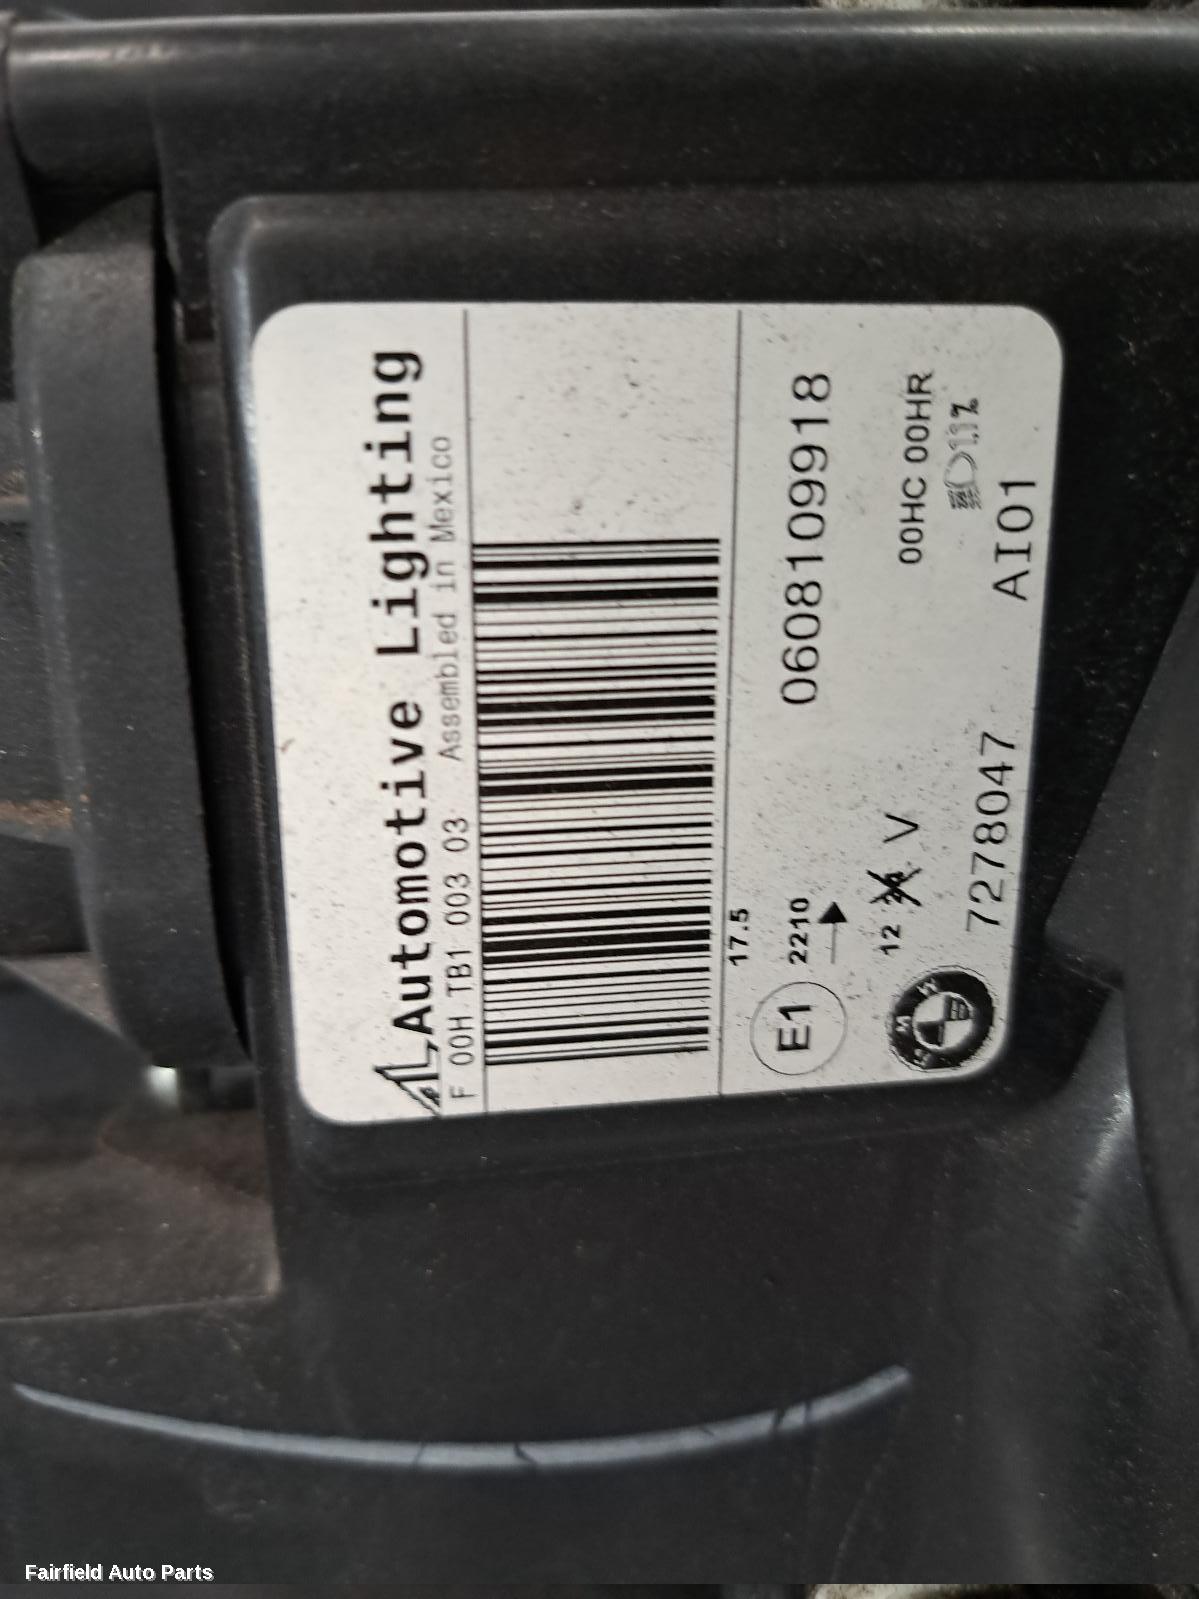 Automotive Lighting
F 00H TB1 003 03 Assembled in Mexico
17.5
E1
2210
0608109918
12
V
00HC 00HR
BMW
7278047
AI01
Fairfield Auto Parts